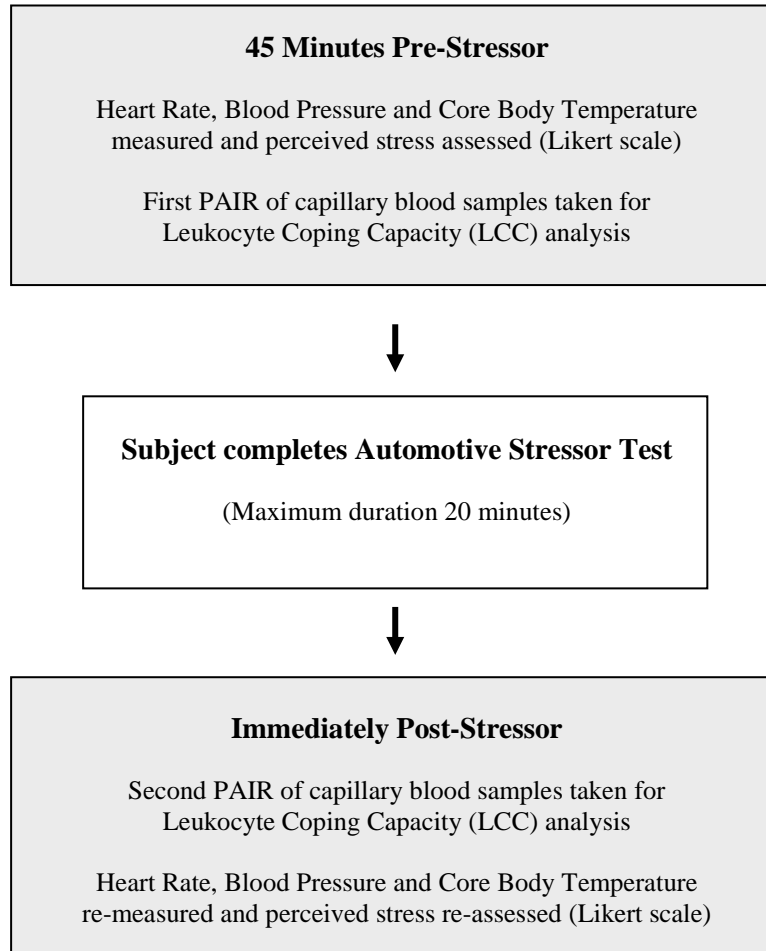 45 Minutes Pre-Stressor
Heart Rate, Blood Pressure and Core Body Temperature
measured and perceived stress assessed (Likert scale)
First PAIR of capillary blood samples taken for
Leukocyte Coping Capacity (LCC) analysis
Subject completes Automotive Stressor Test
(Maximum duration 20 minutes)
Immediately Post-Stressor
Second PAIR of capillary blood samples taken for
Leukocyte Coping Capacity (LCC) analysis
Heart Rate, Blood Pressure and Core Body Temperature
re-measured and perceived stress re-assessed (Likert scale)